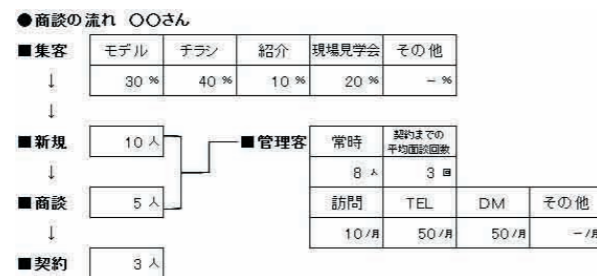 ●商談の流れ ○○さん
■集客 モデル チラシ 紹介 現場見学会 その他
↓ 30 % 40 % 10 % 20 % － %
↓
■新規 10 人 ■管理客 常時 契約までの平均面談回数
↓ 8 人 3 回
■商談 5 人 訪問 TEL DM その他
↓ 10/月 50/月 50/月 －/月
■契約 3 人